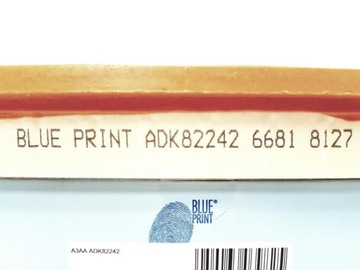 BLUE PRINT ADK82242 6681 8127
BLUE®
PRINT
A3AA ADK82242